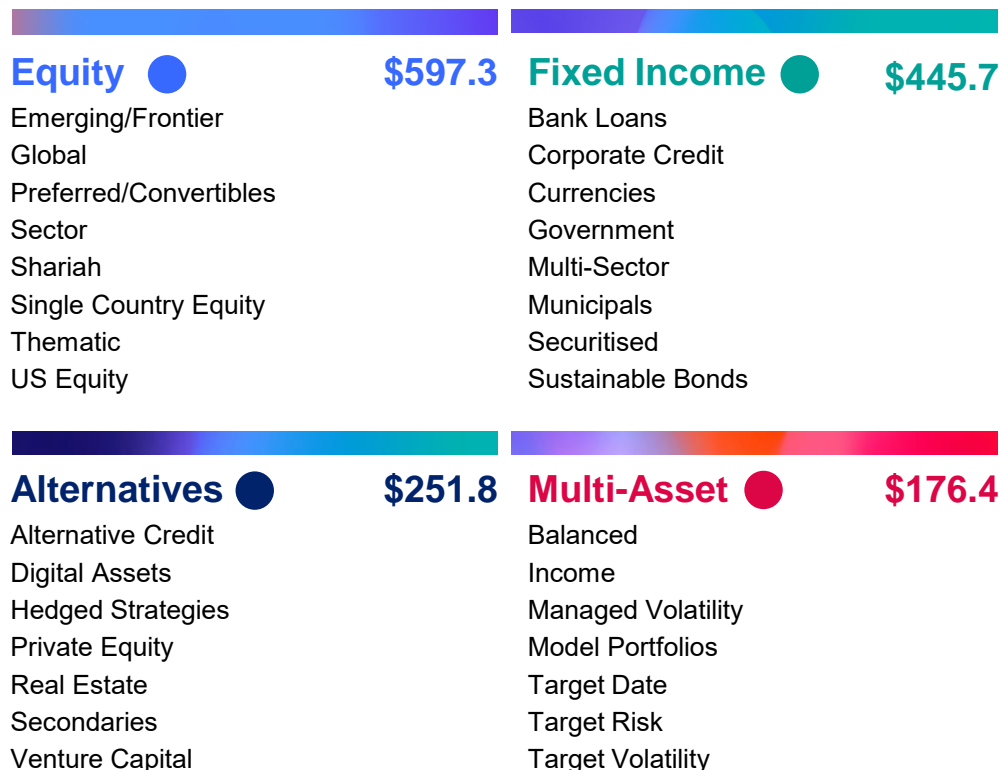 Equity $597.3
Emerging/Frontier
Global
Preferred/Convertibles
Sector
Shariah
Single Country Equity
Thematic
US Equity
Fixed Income $445.7
Bank Loans
Corporate Credit
Currencies
Government
Multi-Sector
Municipals
Securitised
Sustainable Bonds
Alternatives $251.8
Alternative Credit
Digital Assets
Hedged Strategies
Private Equity
Real Estate
Secondaries
Venture Capital
Multi-Asset $176.4
Balanced
Income
Managed Volatility
Model Portfolios
Target Date
Target Risk
Target Volatility